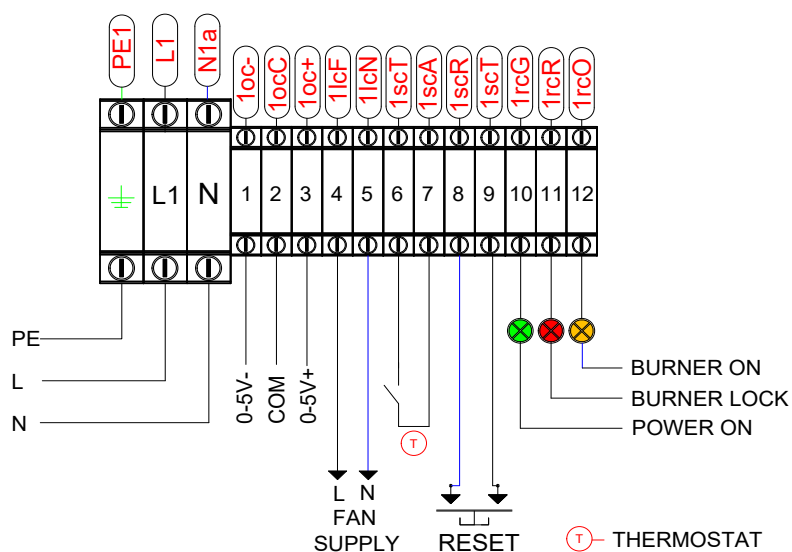 PE1 L1 N1a 1oc- 1ocC 1oc+ 1lcF 1lcN 1scT 1scA 1scR 1scT 1rcG 1rcR 1rcO
L1 N 1 2 3 4 5 6 7 8 9 10 11 12
PE
L
N
0-5V-
COM
0-5V+
T
L N
FAN
SUPPLY
RESET
BURNER ON
BURNER LOCK
POWER ON
T THERMOSTAT